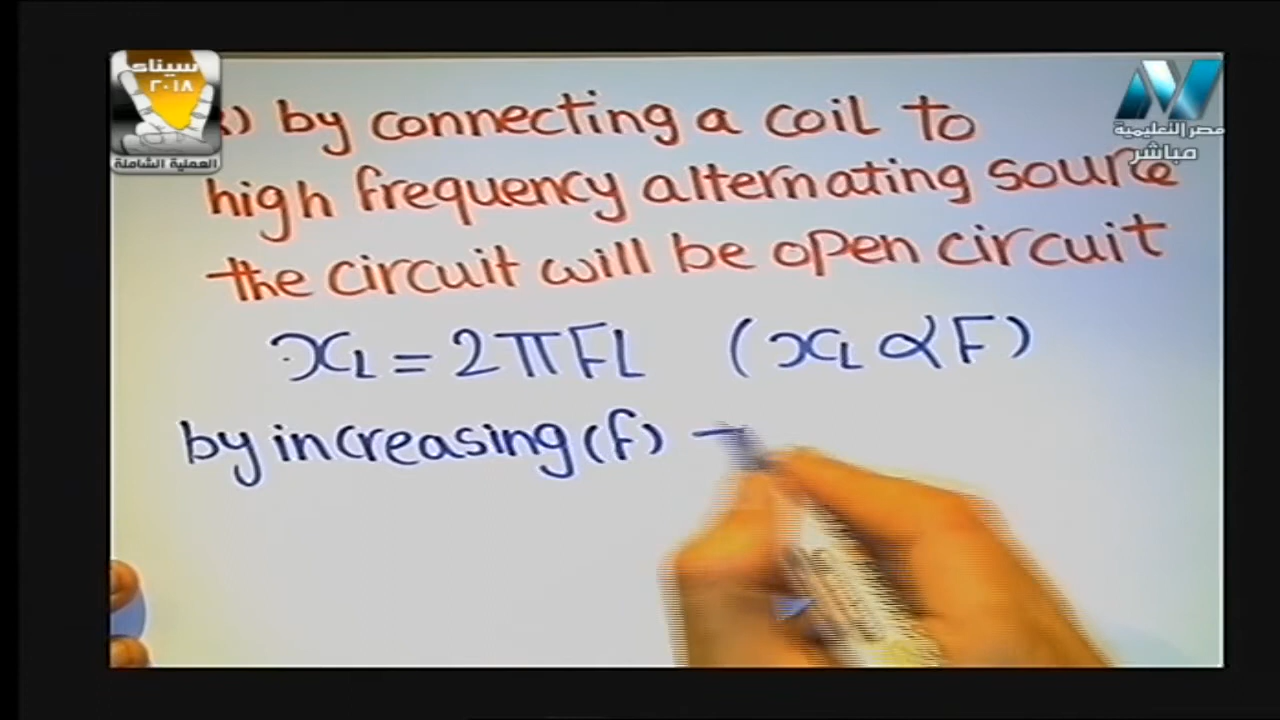 سيناء
٢٠١٨
العملية الشاملة
مصر التعليمية
مباشر
) by connecting a coil to
high frequency alternating source
the circuit will be open circuit
xL = 2πFL (xL α F)
by increasing (f)